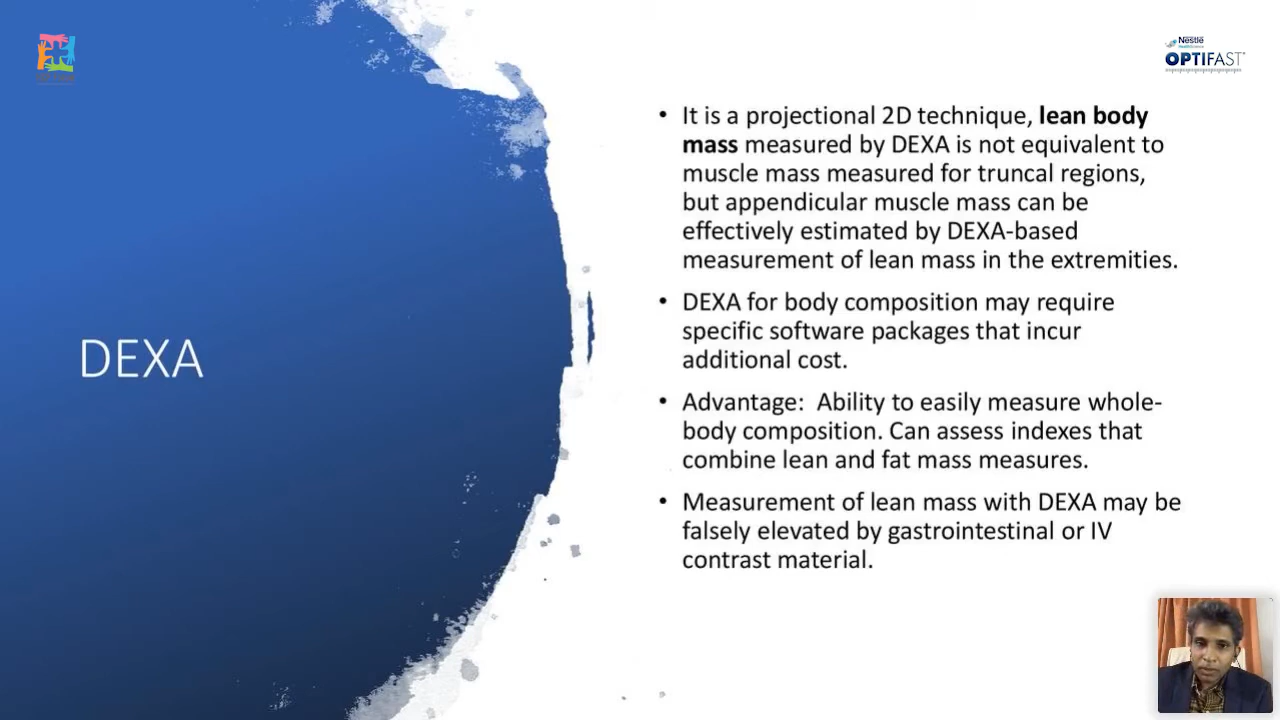 Nestlé
HealthScience
OPTIFAST
DEXA
• It is a projectional 2D technique, lean body
mass measured by DEXA is not equivalent to
muscle mass measured for truncal regions,
but appendicular muscle mass can be
effectively estimated by DEXA-based
measurement of lean mass in the extremities.
• DEXA for body composition may require
specific software packages that incur
additional cost.
• Advantage:  Ability to easily measure whole-
body composition. Can assess indexes that
combine lean and fat mass measures.
• Measurement of lean mass with DEXA may be
falsely elevated by gastrointestinal or IV
contrast material.